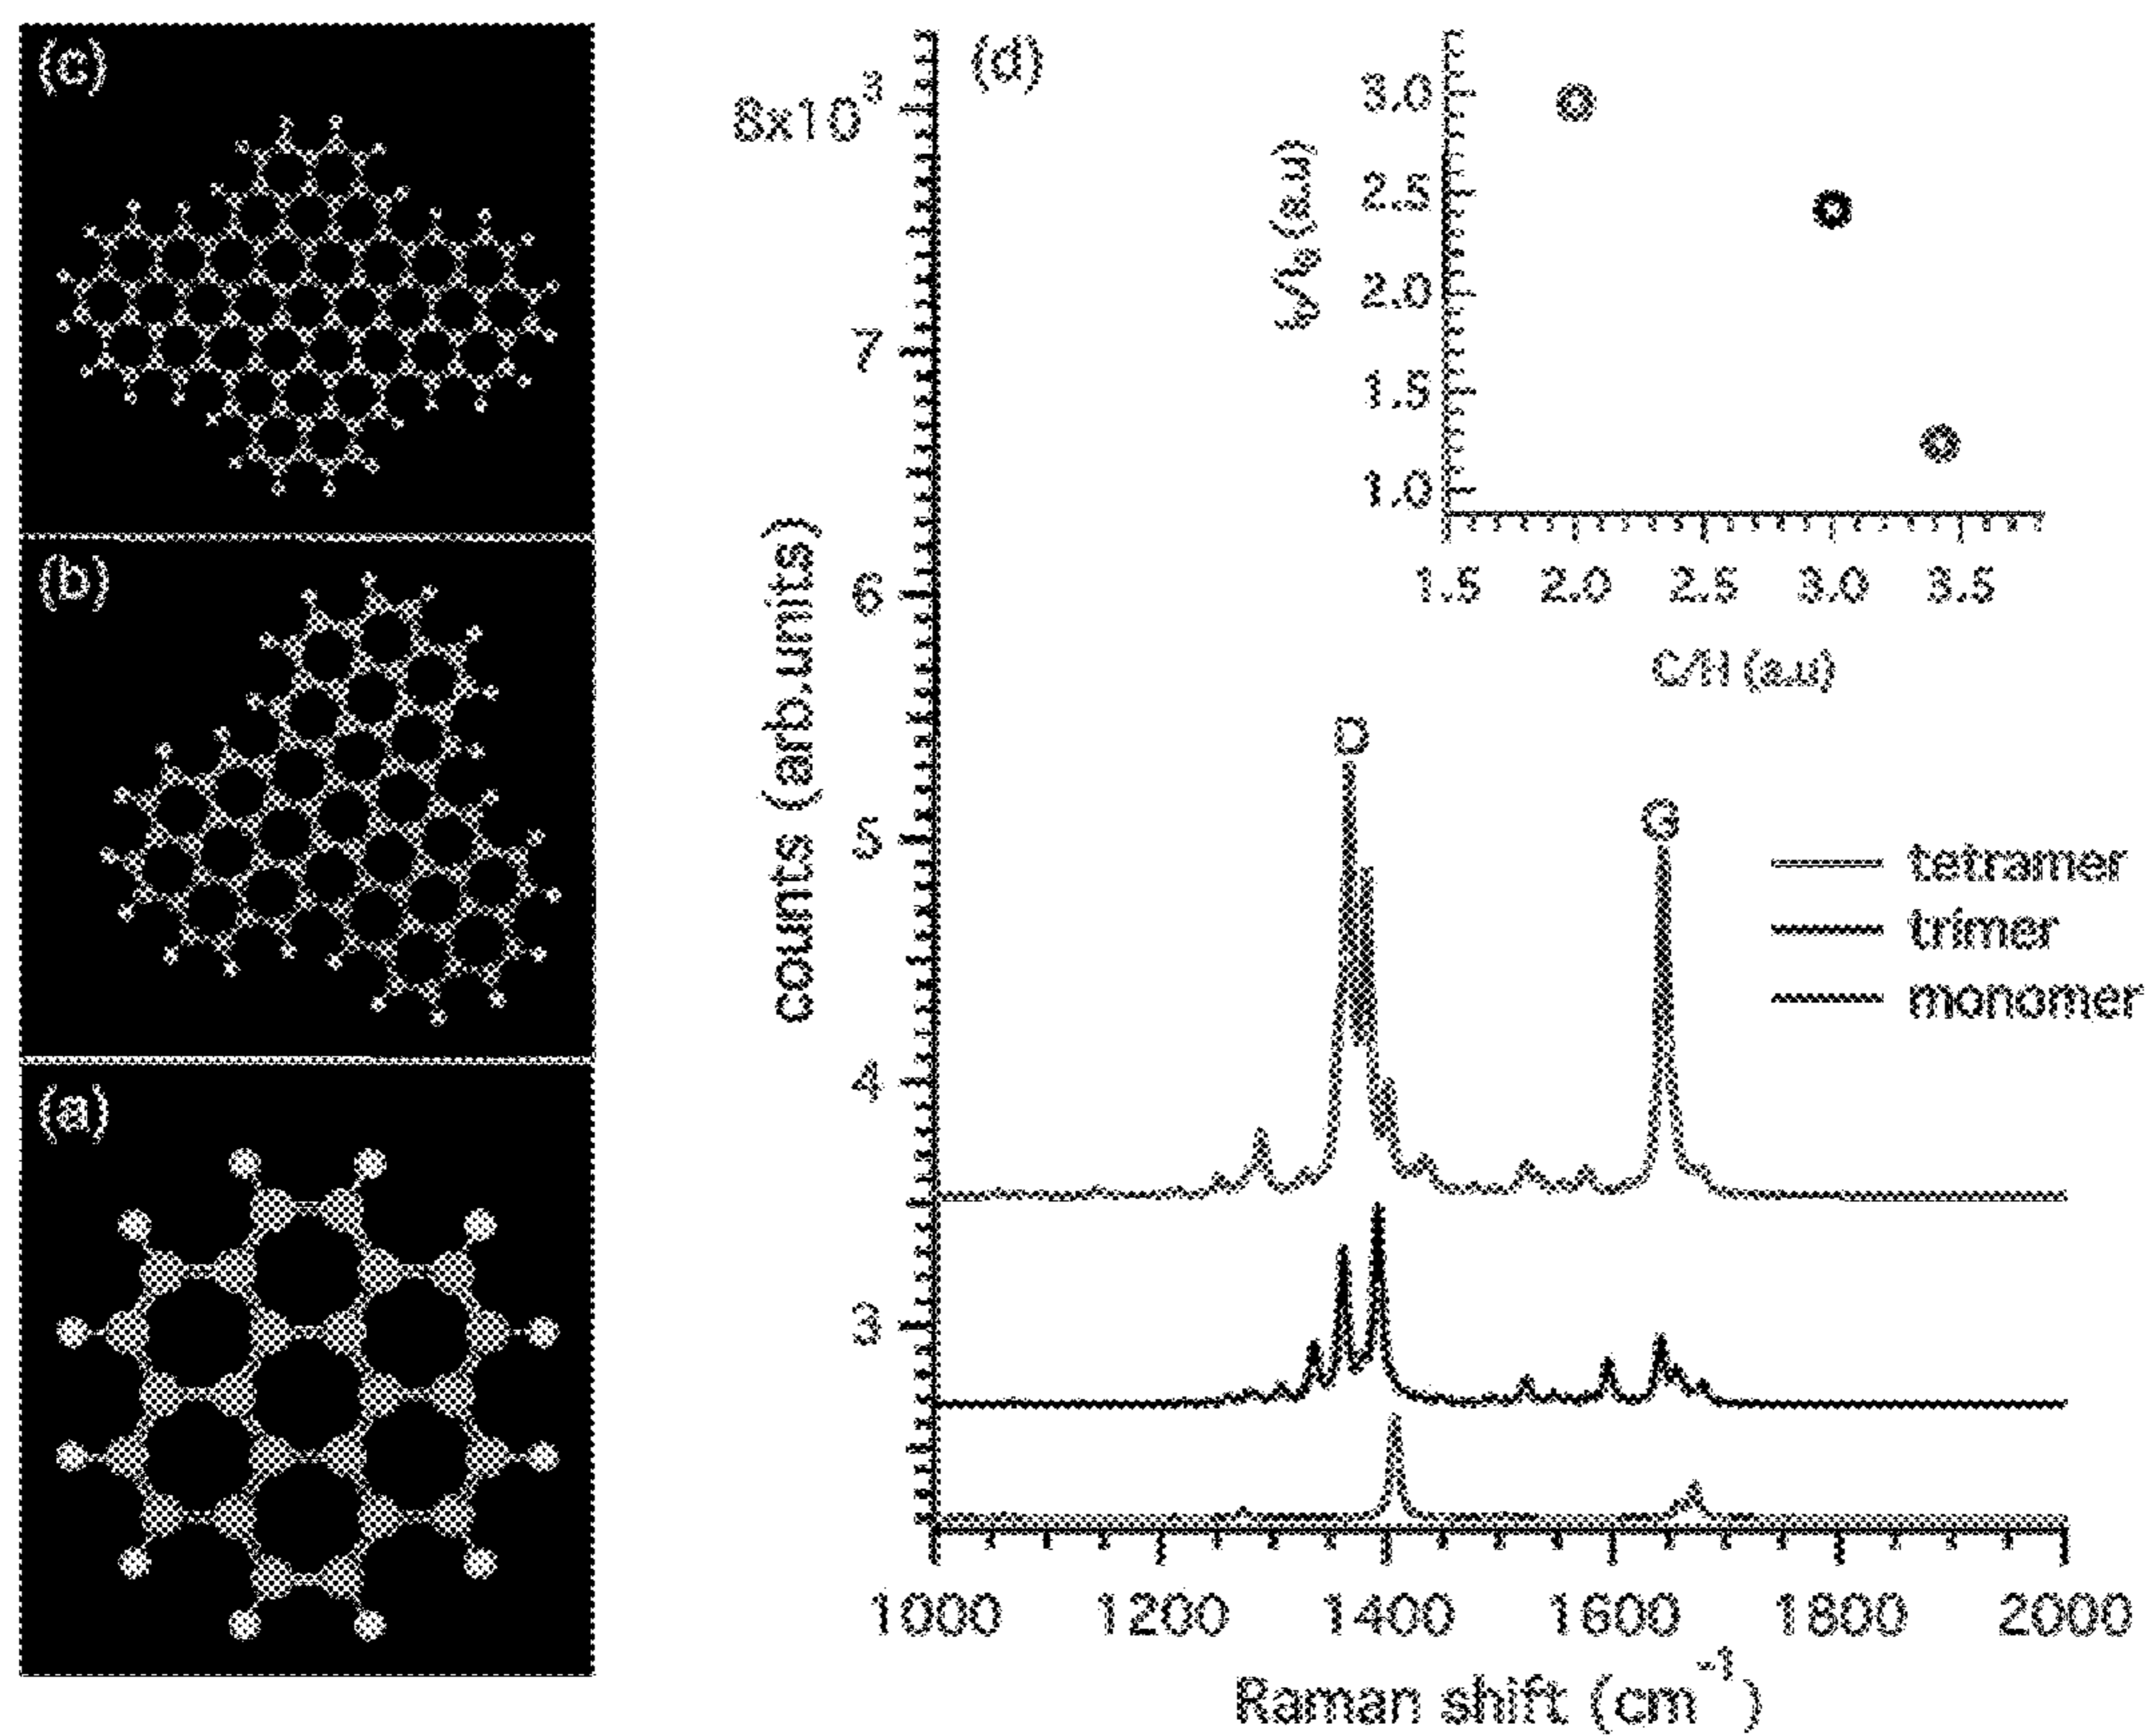 (c)
(b)
(a)
(d)
8x10³
7
6
5
4
3
counts (arb.units)
1000 1200 1400 1600 1800 2000
Raman shift (cm⁻¹)
D
G
tetramer
trimer
monomer
3.0
2.5
2.0
1.5
1.0
(a.u)
1.5 2.0 2.5 3.0 3.5
C/H (a.u)